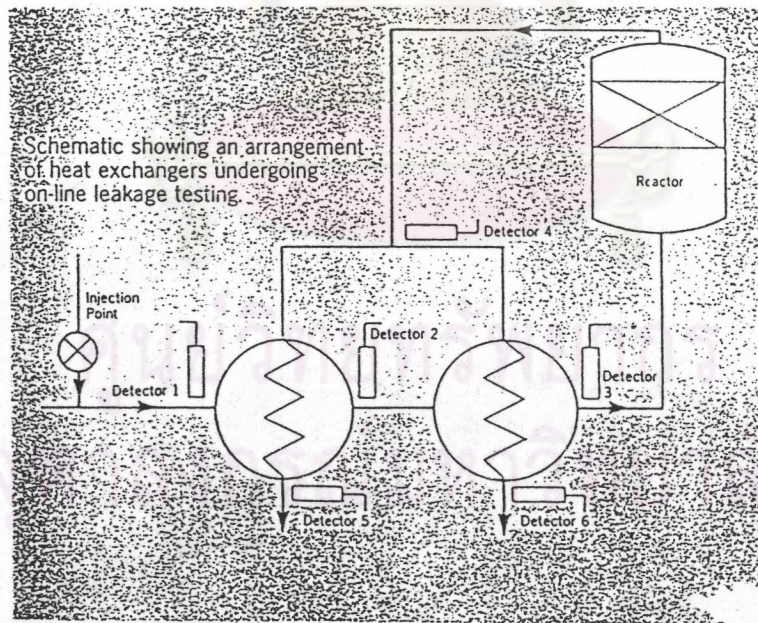 Schematic showing an arrangement
of heat exchangers undergoing
on-line leakage testing.
Reactor
Detector 4
Injection
Point
Detector 2
Detector 1
Detector
3
Detector 5
Detector 6